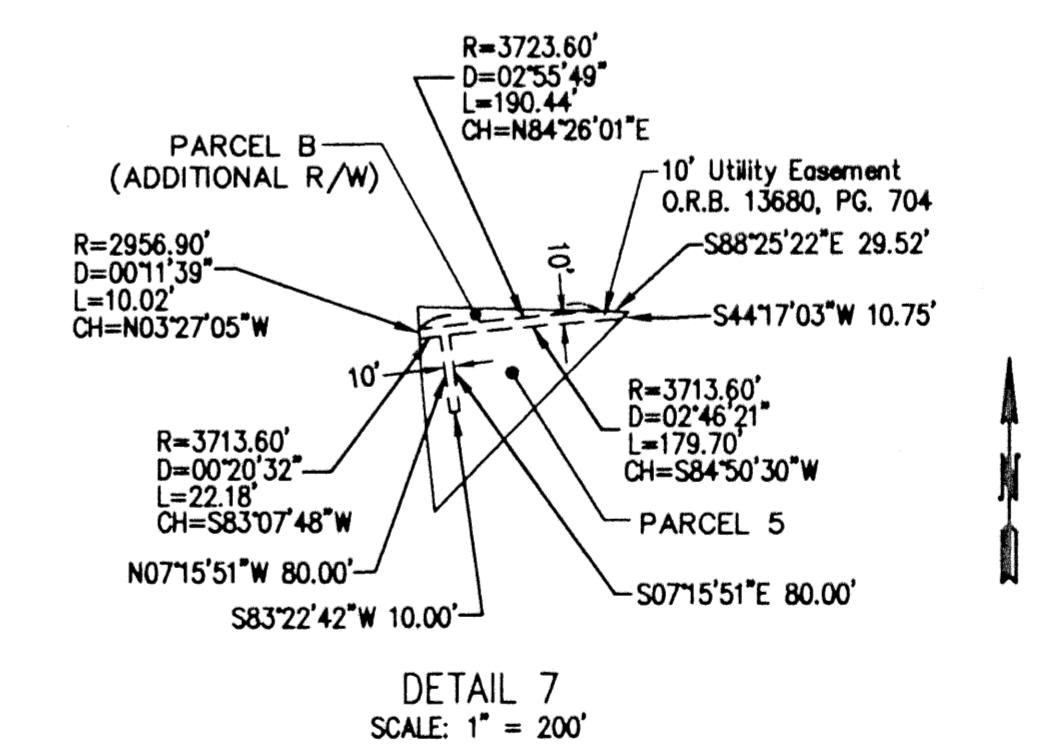 R=3723.60'
D=02°55'49"
L=190.44'
CH=N84°26'01"E
PARCEL B
(ADDITIONAL R/W)
10' Utility Easement
O.R.B. 13680, PG. 704
S88°25'22"E 29.52'
R=2956.90'
D=00°11'39"
L=10.02'
CH=N03°27'05"W
10'
S44°17'03"W 10.75'
10'
R=3713.60'
D=02°46'21"
L=179.70'
CH=S84°50'30"W
R=3713.60'
D=00°20'32"
L=22.18'
CH=S83°07'48"W
PARCEL 5
N07°15'51"W 80.00'
S07°15'51"E 80.00'
S83°22'42"W 10.00'
N
DETAIL 7
SCALE: 1" = 200'